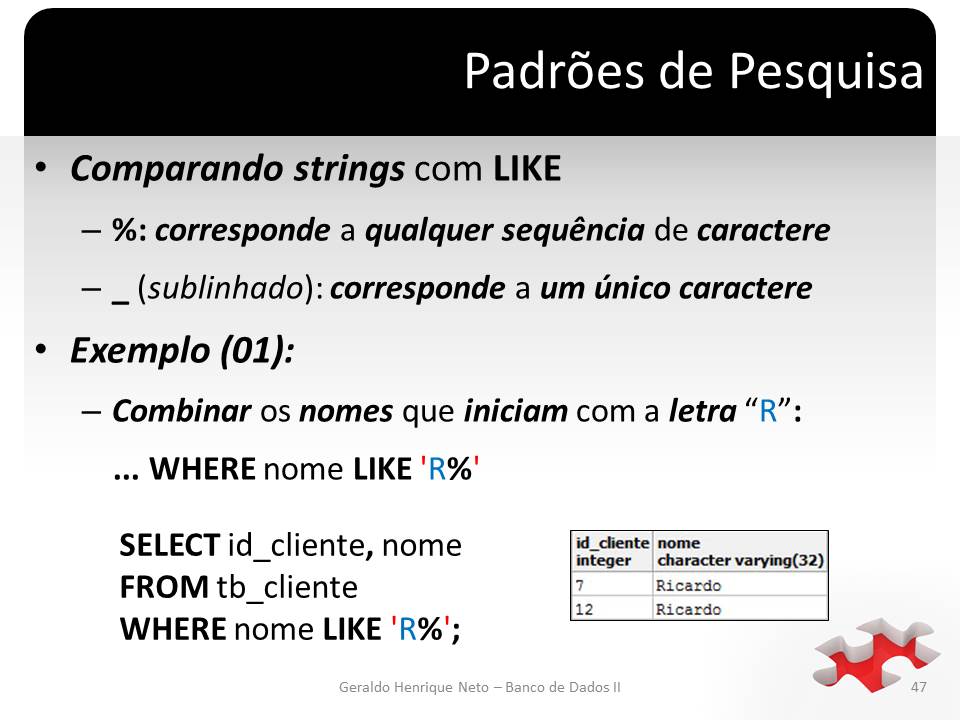 Padrões de Pesquisa
• Comparando strings com LIKE
– %: corresponde a qualquer sequência de caractere
– _ (sublinhado): corresponde a um único caractere
• Exemplo (01):
– Combinar os nomes que iniciam com a letra “R”:
... WHERE nome LIKE 'R%'
SELECT id_cliente, nome
FROM tb_cliente
WHERE nome LIKE 'R%';
id_cliente nome
integer character varying(32)
7 Ricardo
12 Ricardo
Geraldo Henrique Neto – Banco de Dados II
47